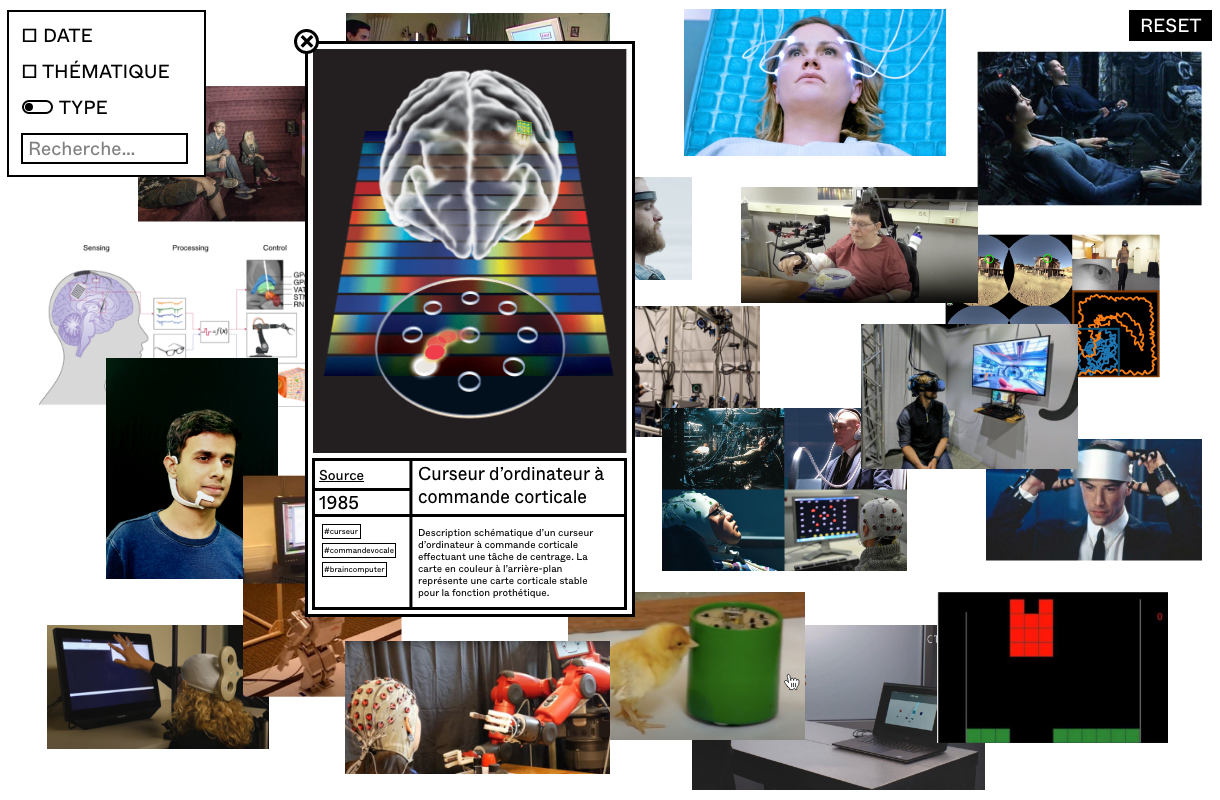 DATE
THÉMATIQUE
TYPE
Recherche...
RESET
Sensing
Processing
Control
GP
VAT
STN
RN
Source
1985
#curseur
#commandevocale
#braincomputer
Curseur d’ordinateur à
commande corticale
Description schématique d’un curseur
d’ordinateur à commande corticale
effectuant une tâche de centrage. La
carte en couleur à l’arrière-plan
représente une carte corticale stable
pour la fonction prothétique.
0